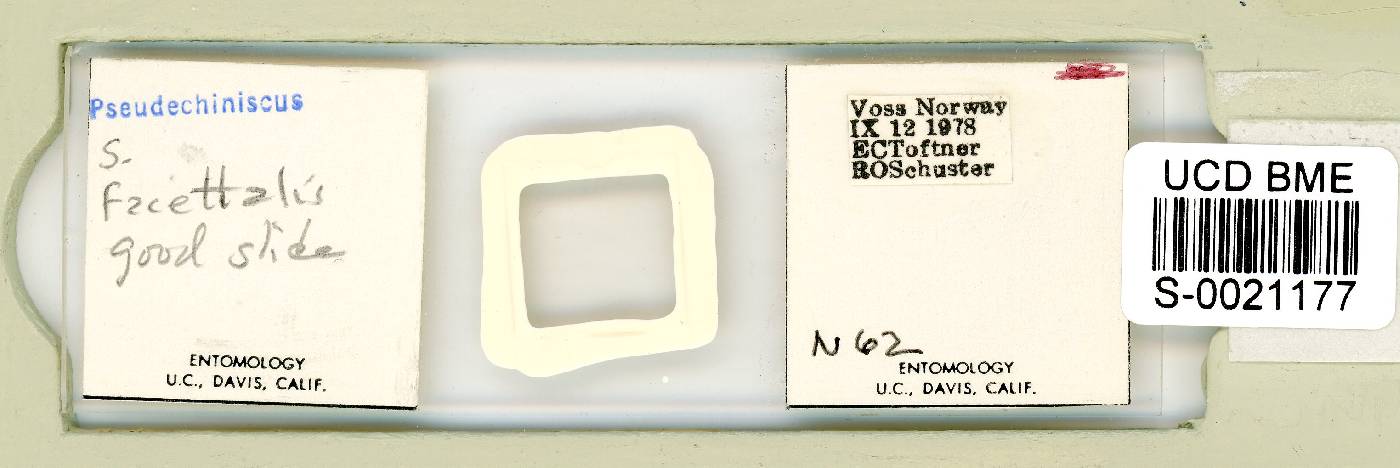 Pseudechiniscus
S.
facettalis
good slide
ENTOMOLOGY
U.C., DAVIS, CALIF.
Voss Norway
IX 12 1978
ECToftner
ROSchuster
N 62
ENTOMOLOGY
U.C., DAVIS, CALIF.
UCD BME
S-0021177